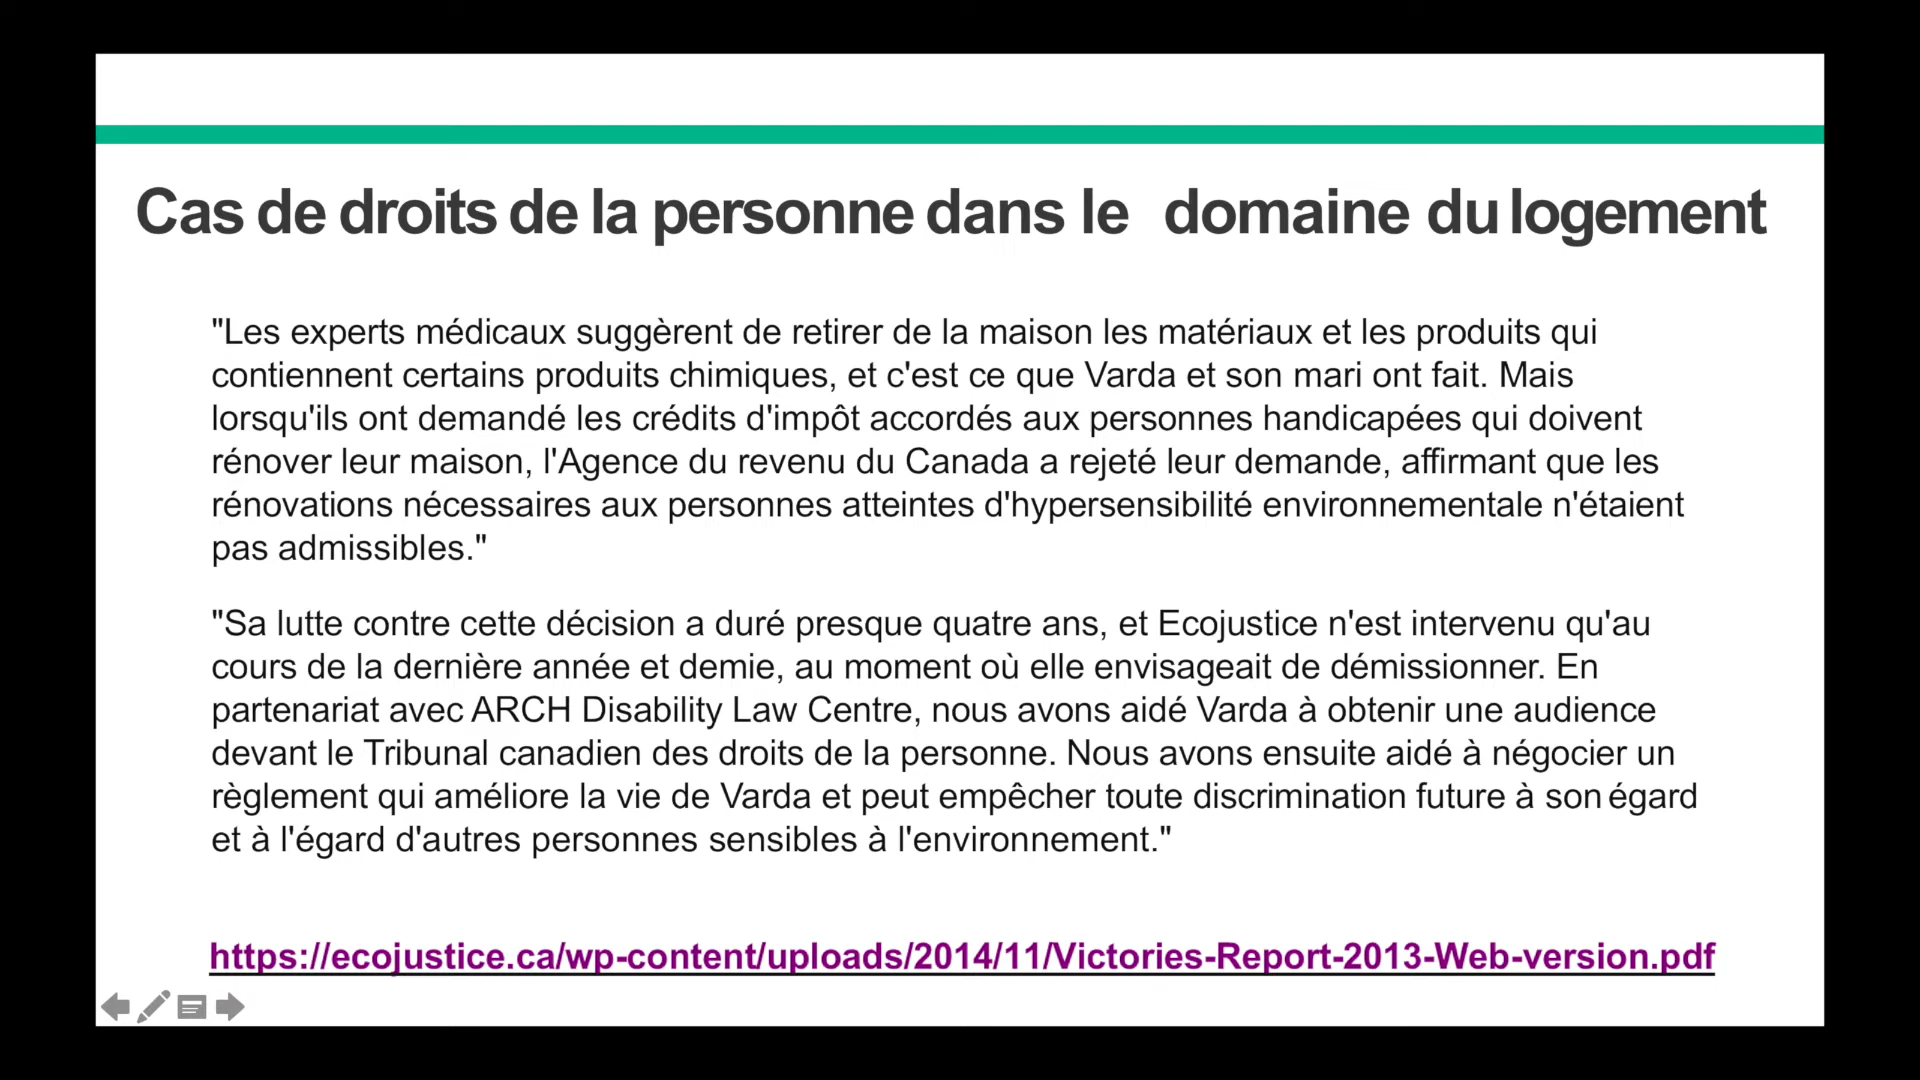 Cas de droits de la personne dans le domaine du logement
"Les experts médicaux suggèrent de retirer de la maison les matériaux et les produits qui
contiennent certains produits chimiques, et c'est ce que Varda et son mari ont fait. Mais
lorsqu'ils ont demandé les crédits d'impôt accordés aux personnes handicapées qui doivent
rénover leur maison, l'Agence du revenu du Canada a rejeté leur demande, affirmant que les
rénovations nécessaires aux personnes atteintes d'hypersensibilité environnementale n'étaient
pas admissibles."
"Sa lutte contre cette décision a duré presque quatre ans, et Ecojustice n'est intervenu qu'au
cours de la dernière année et demie, au moment où elle envisageait de démissionner. En
partenariat avec ARCH Disability Law Centre, nous avons aidé Varda à obtenir une audience
devant le Tribunal canadien des droits de la personne. Nous avons ensuite aidé à négocier un
règlement qui améliore la vie de Varda et peut empêcher toute discrimination future à son égard
et à l'égard d'autres personnes sensibles à l'environnement."
https://ecojustice.ca/wp-content/uploads/2014/11/Victories-Report-2013-Web-version.pdf